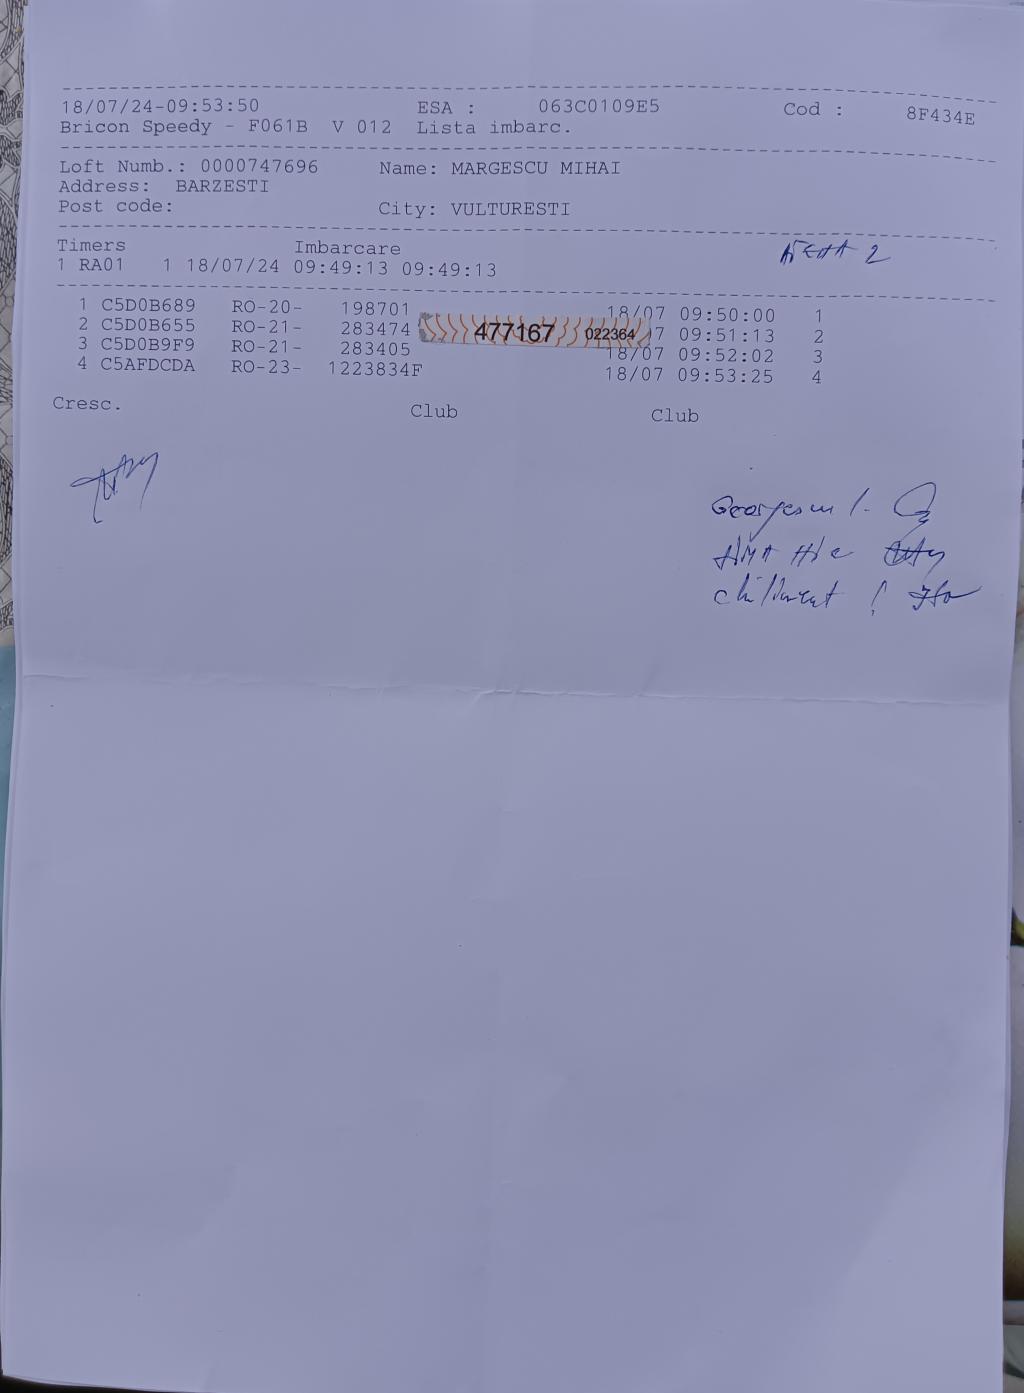 18/07/24-09:53:50 ESA : 063C0109E5 Cod : 8F434E
Bricon Speedy - F061B V 012 Lista imbarc.
Loft Numb.: 0000747696 Name: MARGESCU MIHAI
Address: BARZESTI
Post code: City: VULTURESTI
Timers Imbarcare
1 RA01 1 18/07/24 09:49:13 09:49:13
2
1 C5D0B689 RO-20- 198701 18/07 09:50:00 1
2 C5D0B655 RO-21- 283474 477167 022364 17 09:51:13 2
3 C5D0B9F9 RO-21- 283405 18/07 09:52:02 3
4 C5AFDCDA RO-23- 1223834F 18/07 09:53:25 4
Cresc. Club Club
Georgescu I.